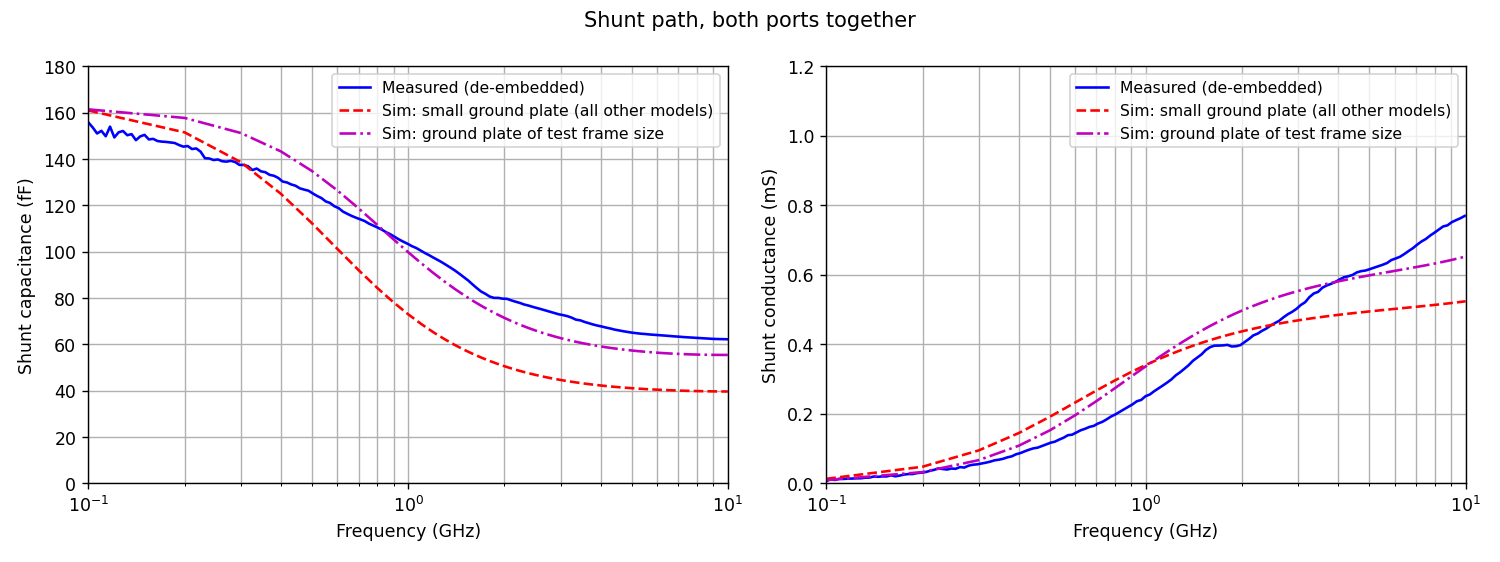 Shunt path, both ports together
180
160
140
120
100
80
60
40
20
0
Shunt capacitance (fF)
Measured (de-embedded)
Sim: small ground plate (all other models)
Sim: ground plate of test frame size
10⁻¹
10⁰
10¹
Frequency (GHz)
1.2
1.0
0.8
0.6
0.4
0.2
0.0
Shunt conductance (mS)
Measured (de-embedded)
Sim: small ground plate (all other models)
Sim: ground plate of test frame size
10⁻¹
10⁰
10¹
Frequency (GHz)